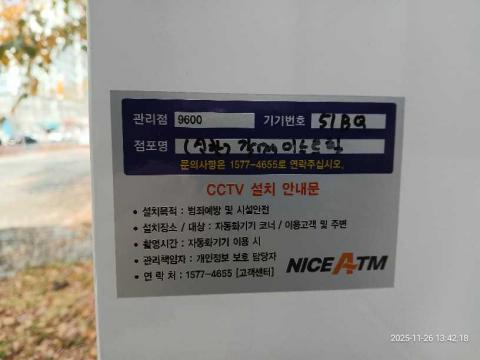 관리점 9600 기기번호 51BQ
점포명
문의사항은 1577-4655로 연락주십시오.
CCTV 설치 안내문
• 설치목적 : 범죄예방 및 시설안전
• 설치장소 / 대상 : 자동화기기 코너 / 이용고객 및 주변
• 촬영시간 : 자동화기기 이용 시
• 관리책임자 : 개인정보 보호 담당자
• 연 락 처 : 1577-4655 [고객센터]
NICE ATM
2025-11-26 13:42:18